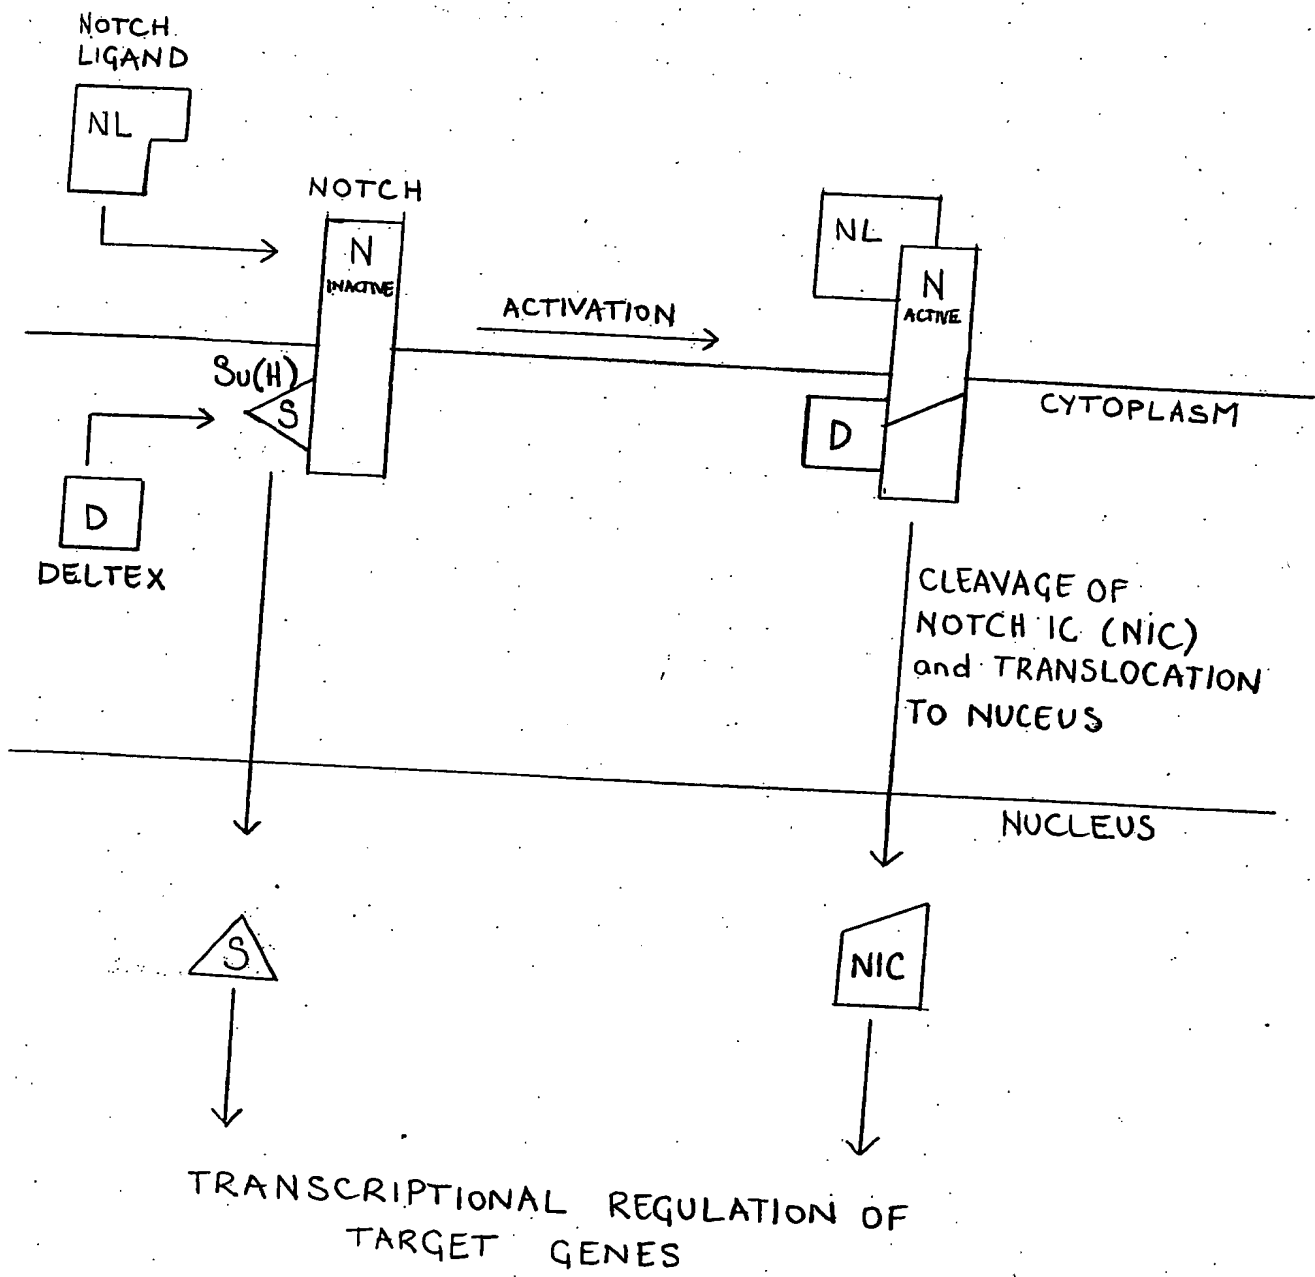 NOTCH
LIGAND
NL
NOTCH
N
INACTIVE
Su(H)
S
D
DELTEX
ACTIVATION
NL
N
ACTIVE
D
CYTOPLASM
CLEAVAGE OF
NOTCH IC (NIC)
and TRANSLOCATION
TO NUCEUS
NUCLEUS
S
NIC
TRANSCRIPTIONAL REGULATION OF
TARGET GENES